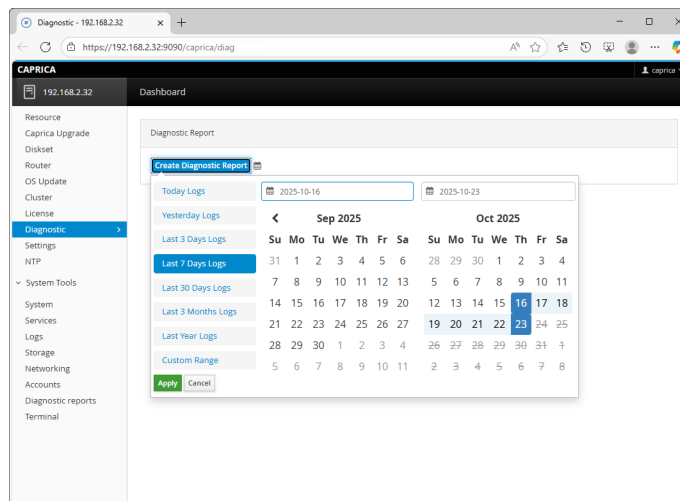 Diagnostic - 192.168.2.32
https://192.168.2.32:9090/caprica/diag
CAPRICA
caprica
192.168.2.32
Dashboard
Resource
Caprica Upgrade
Diskset
Router
OS Update
Cluster
License
Diagnostic
Settings
NTP
System Tools
System
Services
Logs
Storage
Networking
Accounts
Diagnostic reports
Terminal
Diagnostic Report
Create Diagnostic Report
Today Logs
Yesterday Logs
Last 3 Days Logs
Last 7 Days Logs
Last 30 Days Logs
Last 3 Months Logs
Last Year Logs
Custom Range
Apply Cancel
2025-10-16
2025-10-23
Sep 2025
Su Mo Tu We Th Fr Sa
31 1 2 3 4 5 6
7 8 9 10 11 12 13
14 15 16 17 18 19 20
21 22 23 24 25 26 27
28 29 30 1 2 3 4
5 6 7 8 9 10 11
Oct 2025
Su Mo Tu We Th Fr Sa
28 29 30 1 2 3 4
5 6 7 8 9 10 11
12 13 14 15 16 17 18
19 20 21 22 23 24 25
26 27 28 29 30 31 1
2 3 4 5 6 7 8